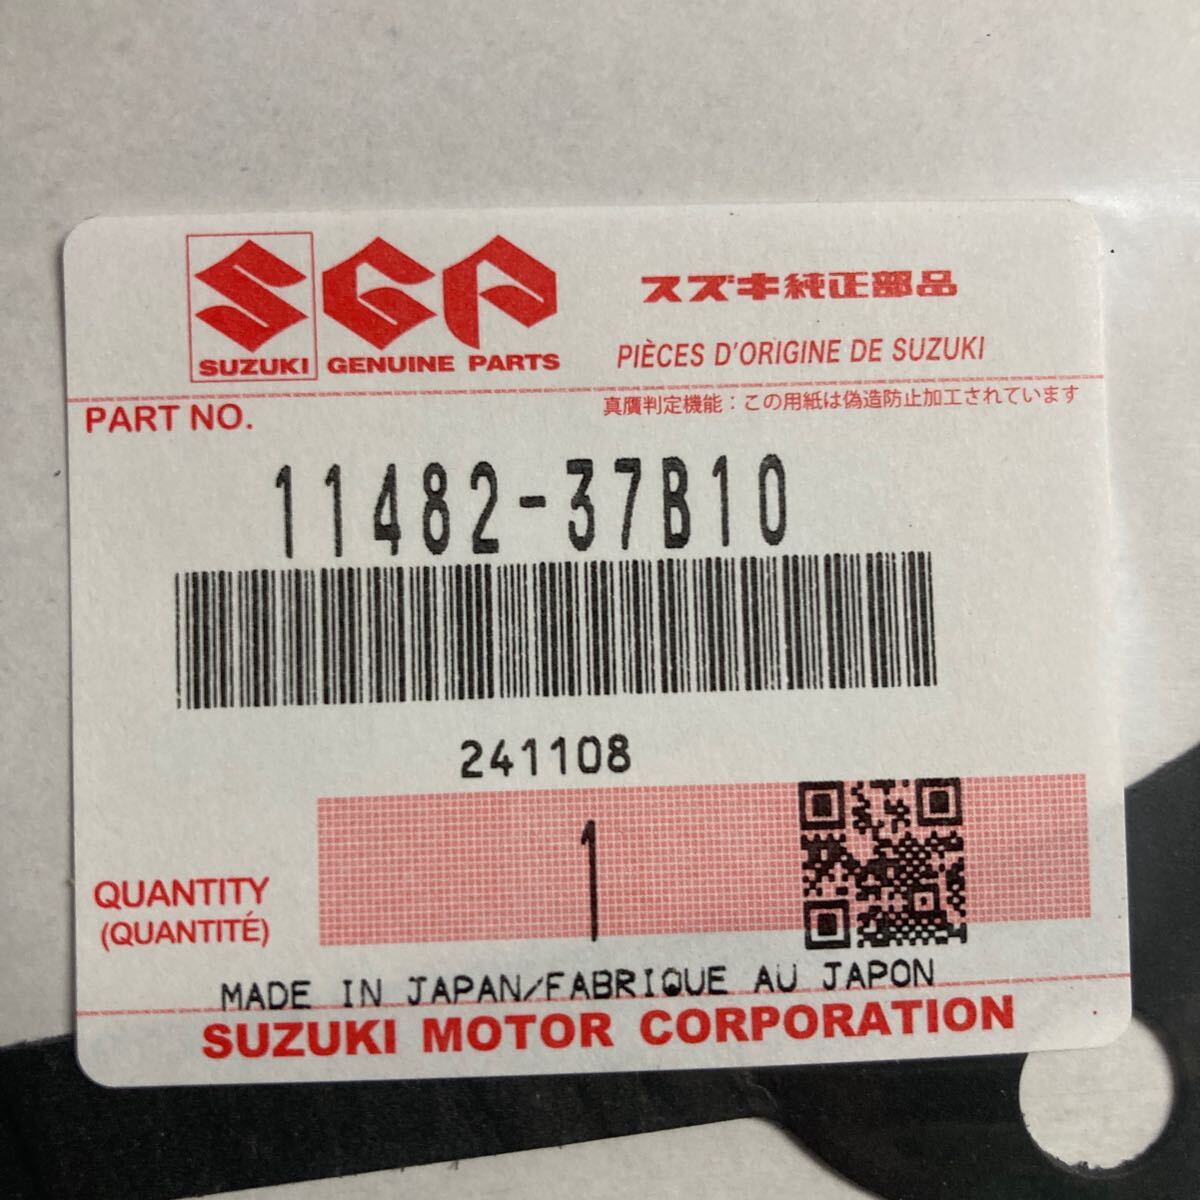 SGP
SUZUKI GENUINE PARTS
スズキ純正部品
PIÈCES D'ORIGINE DE SUZUKI
PART NO.
真贋判定機能：この用紙は偽造防止加工されています
11482-37B10
241108
QUANTITY
(QUANTITÉ)
1
MADE IN JAPAN/FABRIQUE AU JAPON
SUZUKI MOTOR CORPORATION